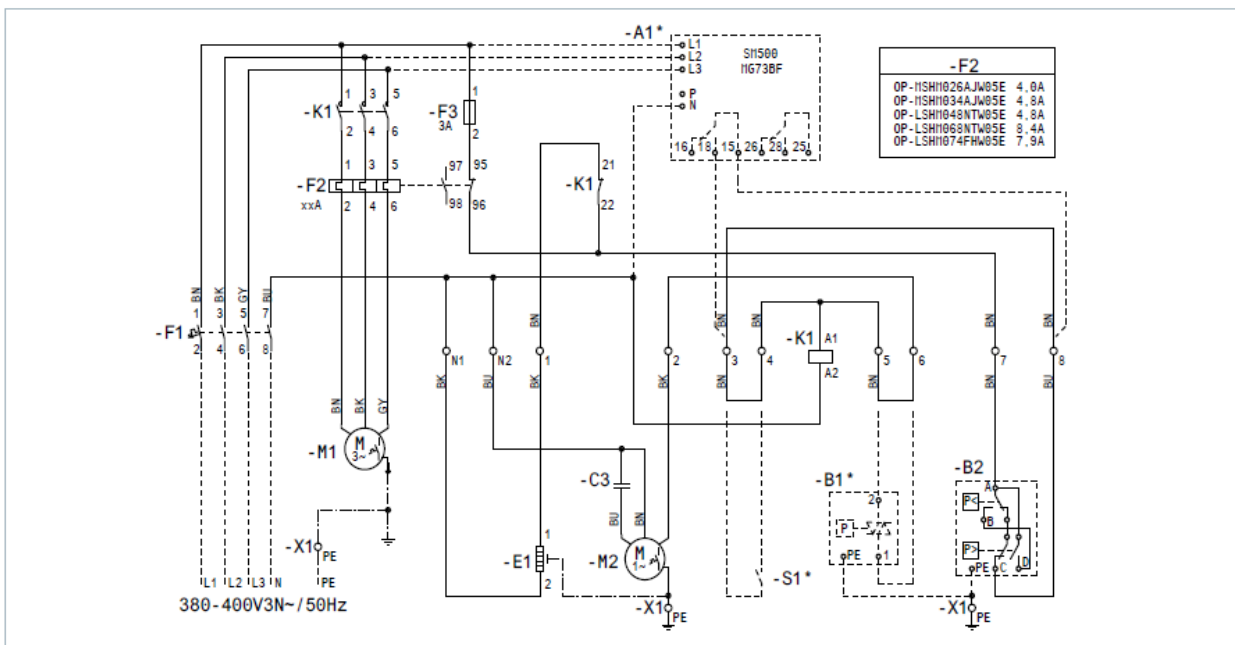 -A1*
L1
L2
L3
P
N
SM500
MG73BF
16 18 15 26 28 25
-F2
OP-MSHM026AJW05E 4,0A
OP-MSHM034AJW05E 4,8A
OP-LSHM048NTW05E 4,8A
OP-LSHM068NTW05E 8,4A
OP-LSHM074FHW05E 7,9A
1 3 5
-K1
2 4 6
-F3
3A
1
2
1 3 5
-F2
xxA
2 4 6
97 95
98 96
21
-K1
22
BN BK GY BU
1 3 5 7
-F1
2 4 6 8
BN BN BN BN BN
N1 N2 1 2 3 4
-K1 A1
A2
5 6 7 8
BK BU BK BK BN BN BU
BN BK GY
-M1
M
3~
-X1
PE
L1 L2 L3 N PE
380-400V3N~/50Hz
-C3
BU BN
-E1
1
2
-M2
M
1~
-X1
PE
-S1*
-B1*
2
P
PE 1
-B2
A
P<
B
P>
PE C D
-X1
PE